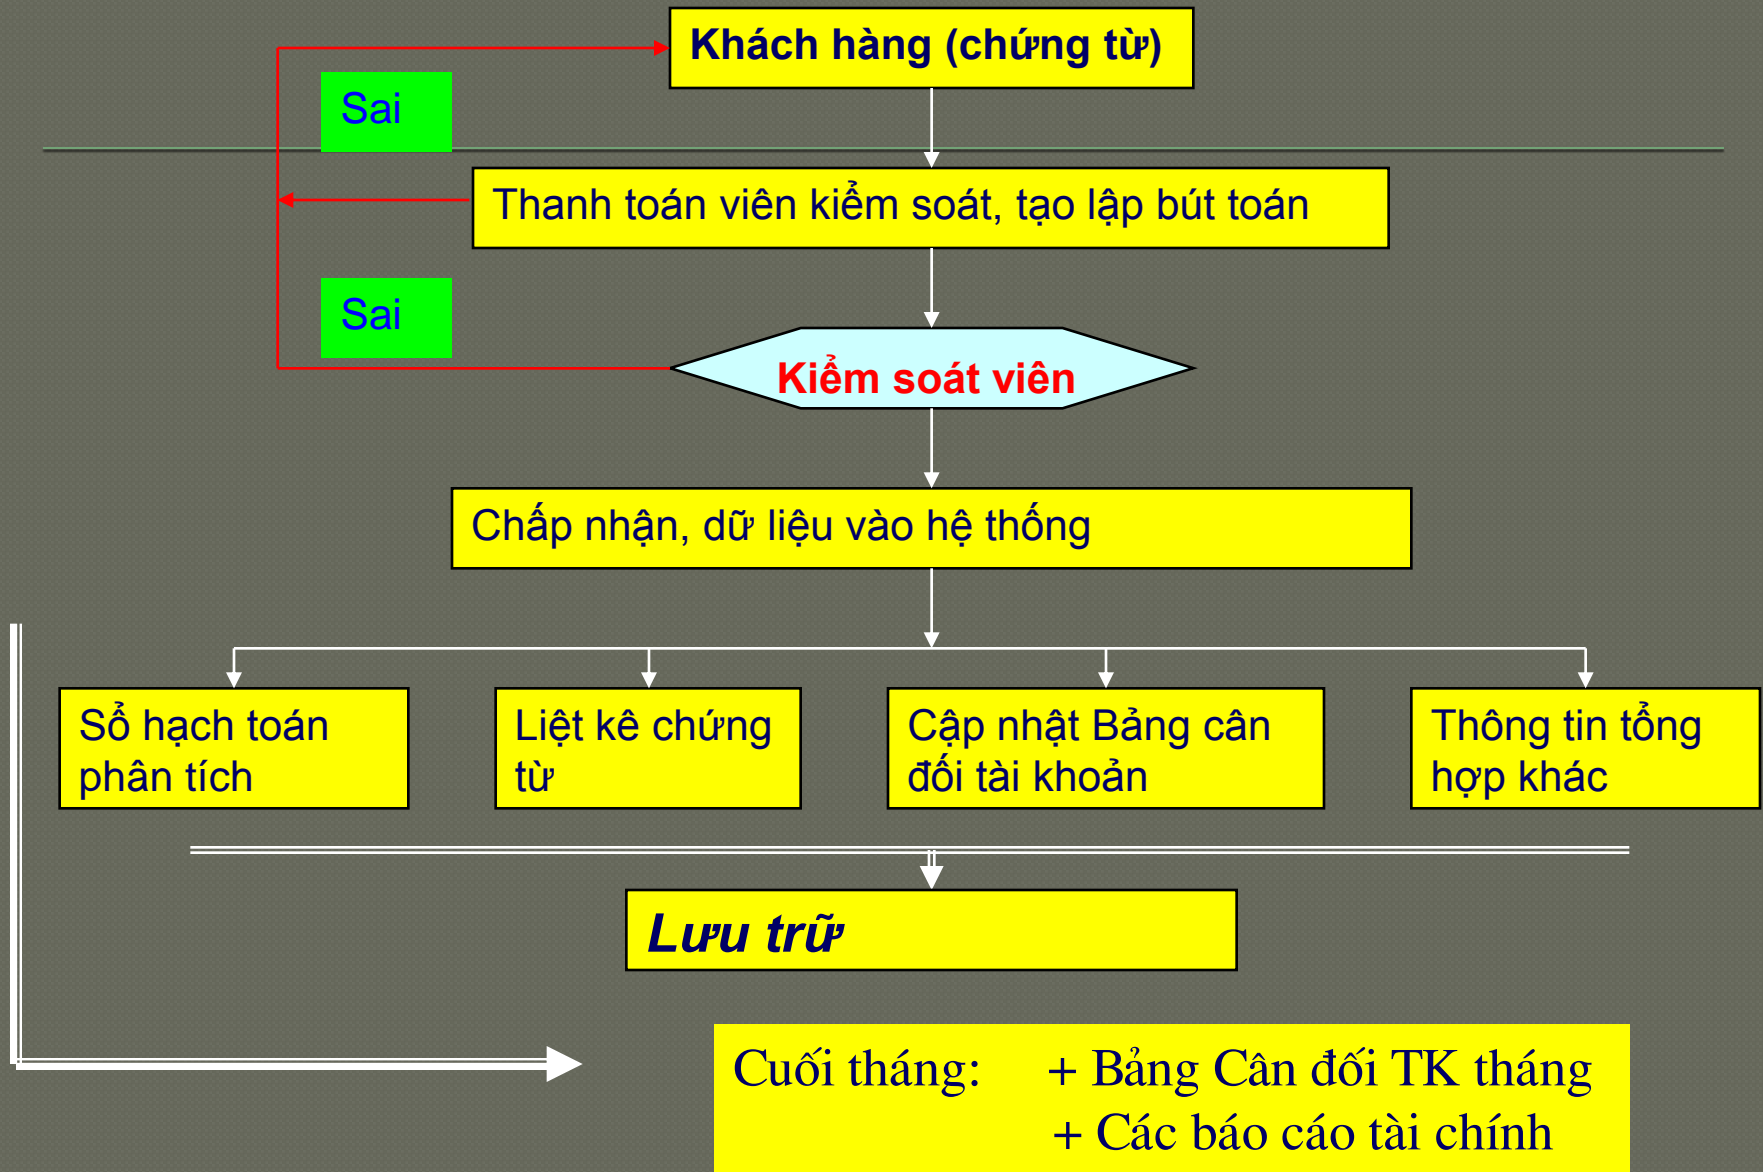 Khách hàng (chứng từ)
Sai
Thanh toán viên kiểm soát, tạo lập bút toán
Sai
Kiểm soát viên
Chấp nhận, dữ liệu vào hệ thống
Sổ hạch toán
phân tích
Liệt kê chứng
từ
Cập nhật Bảng cân
đối tài khoản
Thông tin tổng
hợp khác
Lưu trữ
Cuối tháng: + Bảng Cân đối TK tháng
+ Các báo cáo tài chính